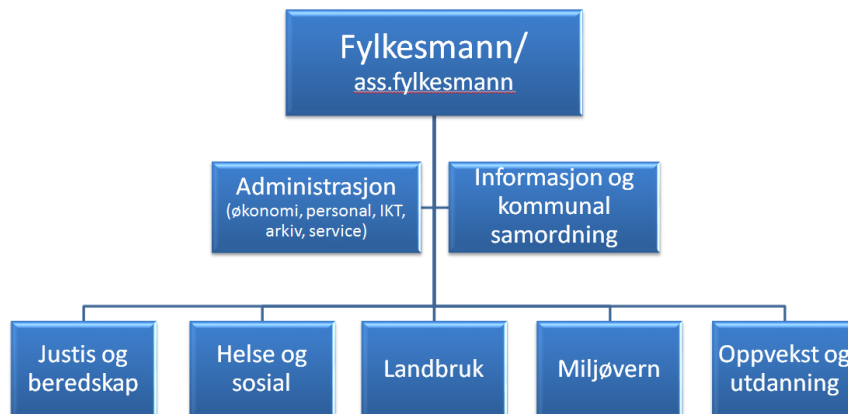 Fylkesmann/
ass.fylkesmann
Administrasjon
(økonomi, personal, IKT,
arkiv, service)
Informasjon og
kommunal
samordning
Justis og
beredskap
Helse og
sosial
Landbruk
Miljøvern
Oppvekst og
utdanning